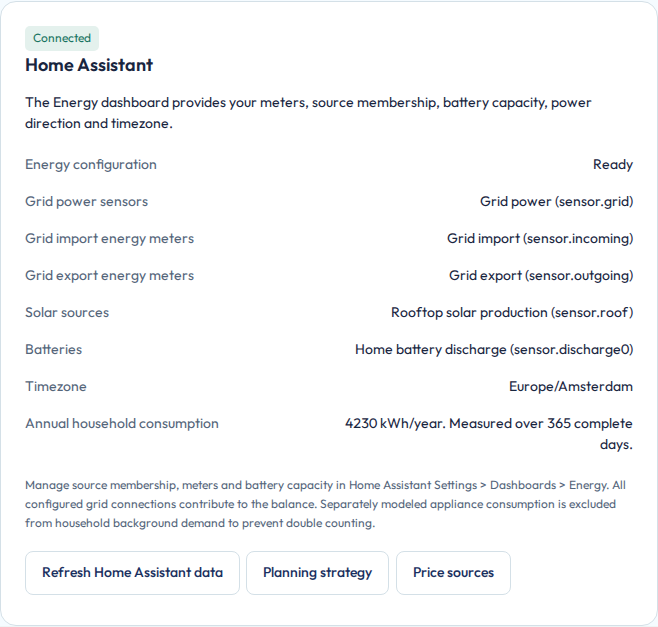 Connected
Home Assistant
The Energy dashboard provides your meters, source membership, battery capacity, power
direction and timezone.
Energy configuration Ready
Grid power sensors Grid power (sensor.grid)
Grid import energy meters Grid import (sensor.incoming)
Grid export energy meters Grid export (sensor.outgoing)
Solar sources Rooftop solar production (sensor.roof)
Batteries Home battery discharge (sensor.discharge0)
Timezone Europe/Amsterdam
Annual household consumption 4230 kWh/year. Measured over 365 complete
days.
Manage source membership, meters and battery capacity in Home Assistant Settings > Dashboards > Energy. All
configured grid connections contribute to the balance. Separately modeled appliance consumption is excluded
from household background demand to prevent double counting.
Refresh Home Assistant data Planning strategy Price sources